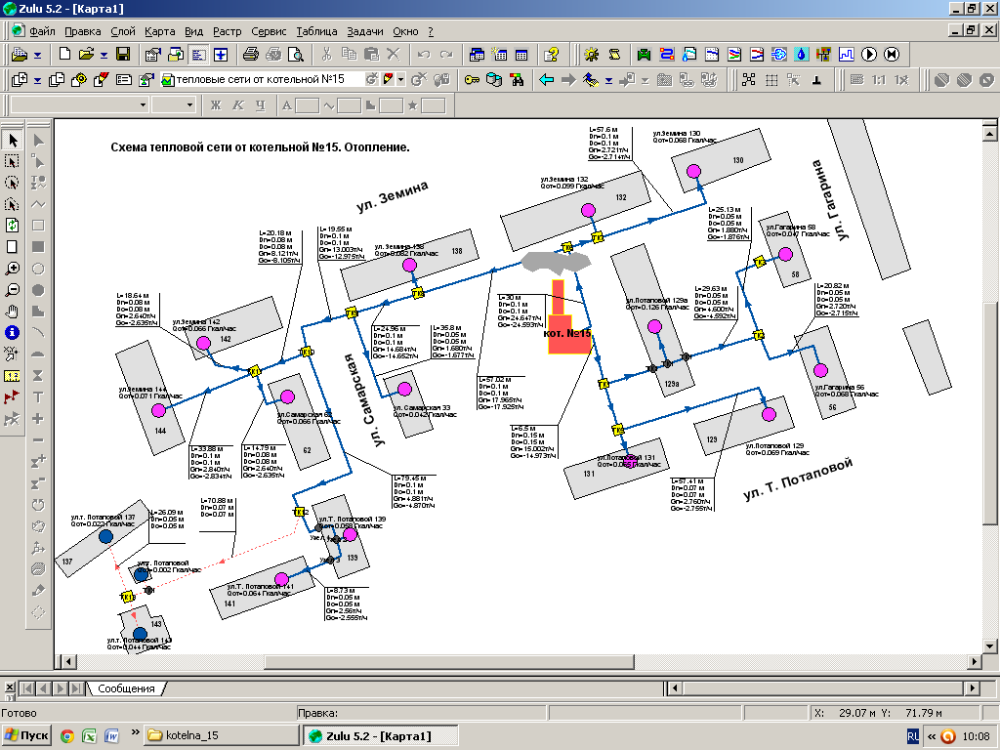 Zulu 5.2 - [Карта1]
Файл Правка Слой Карта Вид Растр Сервис Таблица Задачи Окно ?
тепловые сети от котельной №15
Ж К Ч
Схема тепловой сети от котельной №15. Отопление.
ул. Земина
ул. Гагарина
ул. Самарская
ул. Т. Потаповой
L=57.6 м
Dп=0.1 м
Dо=0.1 м
Gп=2.721т/ч
Gо=-2.714т/ч
ул.Земина 130
Qот=0.068 Гкал/час
130
ул.Земина 132
Qот=0.099 Гкал/час
132
L=25.13 м
Dп=0.05 м
Dо=0.05 м
Gп=1.880т/ч
Gо=-1.876т/ч
ул.Гагарина 58
Qот=0.047 Гкал/час
58
L=20.18 м
Dп=0.08 м
Dо=0.08 м
Gп=8.121т/ч
Gо=-8.105т/ч
L=19.55 м
Dп=0.1 м
Dо=0.1 м
Gп=13.003т/ч
Gо=-12.975т/ч
ул.Земина 138
Qот=0.082 Гкал/час
138
L=18.64 м
Dп=0.08 м
Dо=0.08 м
Gп=2.640т/ч
Gо=-2.635т/ч
ул.Земина 142
Qот=0.066 Гкал/час
142
L=30 м
Dп=0.1 м
Dо=0.1 м
Gп=24.647т/ч
Gо=-24.593т/ч
кот. №15
ул.Потаповой 129а
Qот=0.126 Гкал/час
129а
L=29.63 м
Dп=0.05 м
Dо=0.05 м
Gп=4.600т/ч
Gо=-4.592т/ч
L=20.82 м
Dп=0.05 м
Dо=0.05 м
Gп=2.720т/ч
Gо=-2.715т/ч
L=24.96 м
Dп=0.1 м
Dо=0.1 м
Gп=14.684т/ч
Gо=-14.652т/ч
L=35.8 м
Dп=0.05 м
Dо=0.05 м
Gп=1.680т/ч
Gо=-1.677т/ч
L=57.02 м
Dп=0.1 м
Dо=0.1 м
Gп=17.965т/ч
Gо=-17.925т/ч
ул.Земина 144
Qот=0.071 Гкал/час
144
ул.Самарская 62
Qот=0.066 Гкал/час
62
ул. Самарская 33
Qот=0.042 Гкал/час
ул.Гагарина 56
Qот=0.068 Гкал/час
56
L=6.5 м
Dп=0.15 м
Dо=0.15 м
Gп=15.002т/ч
Gо=-14.973т/ч
L=33.88 м
Dп=0.1 м
Dо=0.1 м
Gп=2.840т/ч
Gо=-2.834т/ч
L=14.79 м
Dп=0.08 м
Dо=0.08 м
Gп=2.640т/ч
Gо=-2.635т/ч
ул.Потаповой 131
131
129
ул.Потаповой 129
Qот=0.069 Гкал/час
L=57.41 м
Dп=0.07 м
Dо=0.07 м
Gп=2.760т/ч
Gо=-2.755т/ч
L=79.45 м
Dп=0.1 м
Dо=0.1 м
Gп=4.881т/ч
Gо=-4.870т/ч
L=70.88 м
Dп=0.07 м
Dо=0.07 м
L=26.09 м
Dп=0.05 м
Dо=0.05 м
ул.т. Потаповой 137
Qот=0.022 Гкал/час
137
ул.Т. Потаповой 139
Qот=0.058 Гкал/час
139
Qот=0.002 Гкал/час
ул.Т. Потаповой 141
Qот=0.064 Гкал/час
141
L=8.73 м
Dп=0.05 м
Dо=0.05 м
Gп=2.56т/ч
Gо=-2.555т/ч
143
ул.т. Потаповой 143
Qот=0.044 Гкал/час
Сообщения
Готово
Правка:
X: 29.07 м Y: 71.79 м
Пуск
kotelna_15
Zulu 5.2 - [Карта1]
RU
10:08